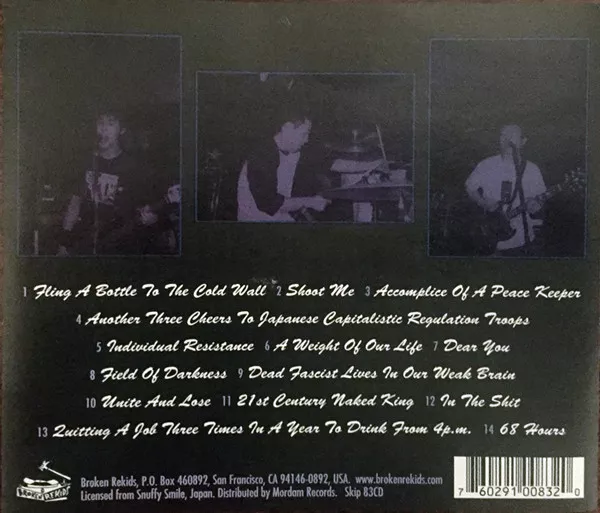 1 Fling A Bottle To The Cold Wall 2 Shoot Me 3 Accomplice Of A Peace Keeper
4 Another Three Cheers To Japanese Capitalistic Regulation Troops
5 Individual Resistance 6 A Weight Of Our Life 7 Dear You
8 Field Of Darkness 9 Dead Fascist Lives In Our Weak Brain
10 Unite And Lose 11 21st Century Naked King 12 In The Shit
13 Quitting A Job Three Times In A Year To Drink From 4p.m. 14 68 Hours
BROKEN REKIDS
Broken Rekids, P.O. Box 460892, San Francisco, CA 94146-0892, USA. www.brokenrekids.com
Licensed from Snuffy Smile, Japan. Distributed by Mordam Records. Skip 83CD
7 60291 00832 0